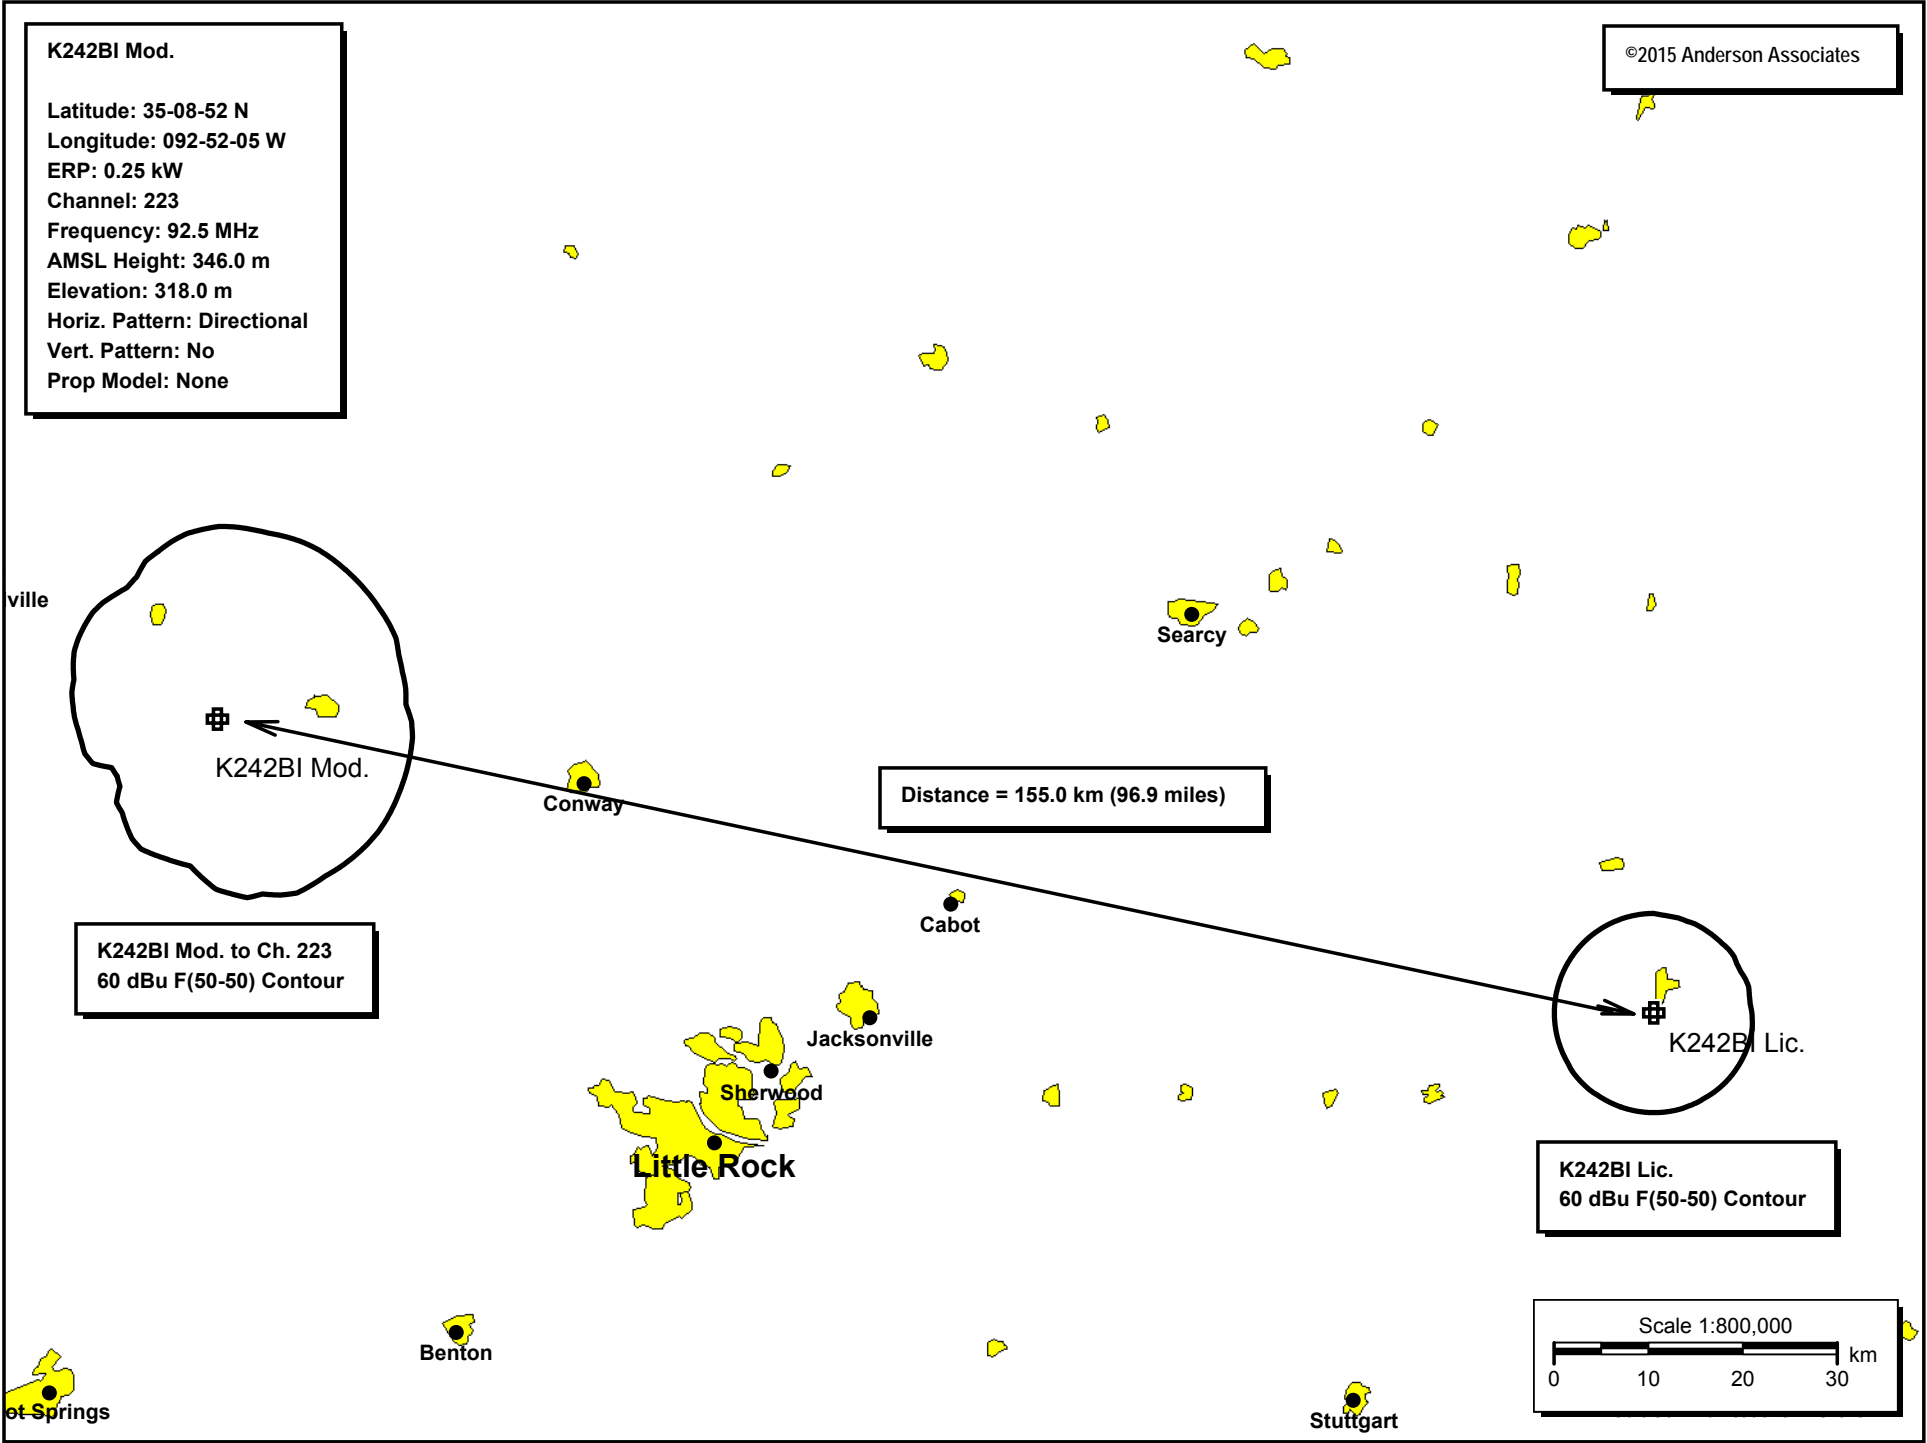 K242BI Mod.
Latitude: 35-08-52 N
Longitude: 092-52-05 W
ERP: 0.25 kW
Channel: 223
Frequency: 92.5 MHz
AMSL Height: 346.0 m
Elevation: 318.0 m
Horiz. Pattern: Directional
Vert. Pattern: No
Prop Model: None
©2015 Anderson Associates
ville
Searcy
K242BI Mod.
Conway
Distance = 155.0 km (96.9 miles)
Cabot
K242BI Mod. to Ch. 223
60 dBu F(50-50) Contour
Jacksonville
K242BI Lic.
Sherwood
Little Rock
K242BI Lic.
60 dBu F(50-50) Contour
Scale 1:800,000
km
0 10 20 30
Benton
ot Springs
Stuttgart